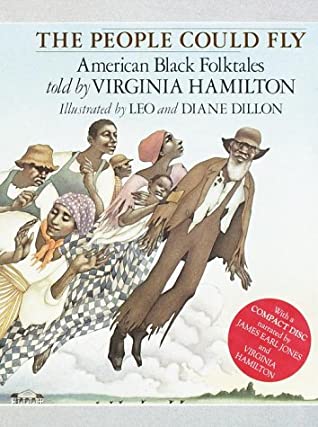 THE PEOPLE COULD FLY
American Black Folktales
told by VIRGINIA HAMILTON
Illustrated by LEO and DIANE DILLON
With a
COMPACT DISC
narrated by
JAMES EARL JONES
and
VIRGINIA
HAMILTON